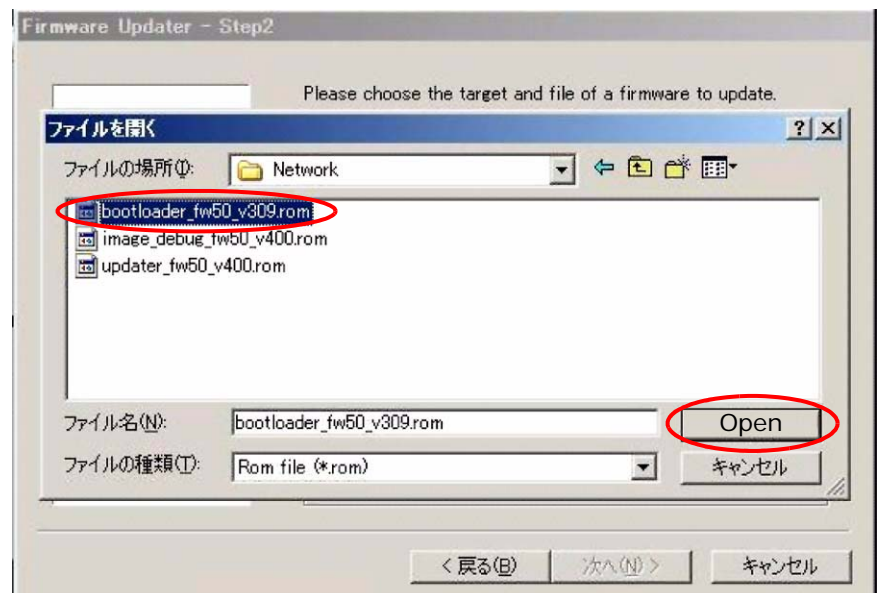 Firmware Updater - Step2
Please choose the target and file of a firmware to update.
ファイルを開く
ファイルの場所(I):
Network
bootloader_fw50_v309.rom
image_debug_fw50_v400.rom
updater_fw50_v400.rom
ファイル名(N):
bootloader_fw50_v309.rom
Open
ファイルの種類(T):
Rom file (*.rom)
キャンセル
< 戻る(B)
次へ(N) >
キャンセル